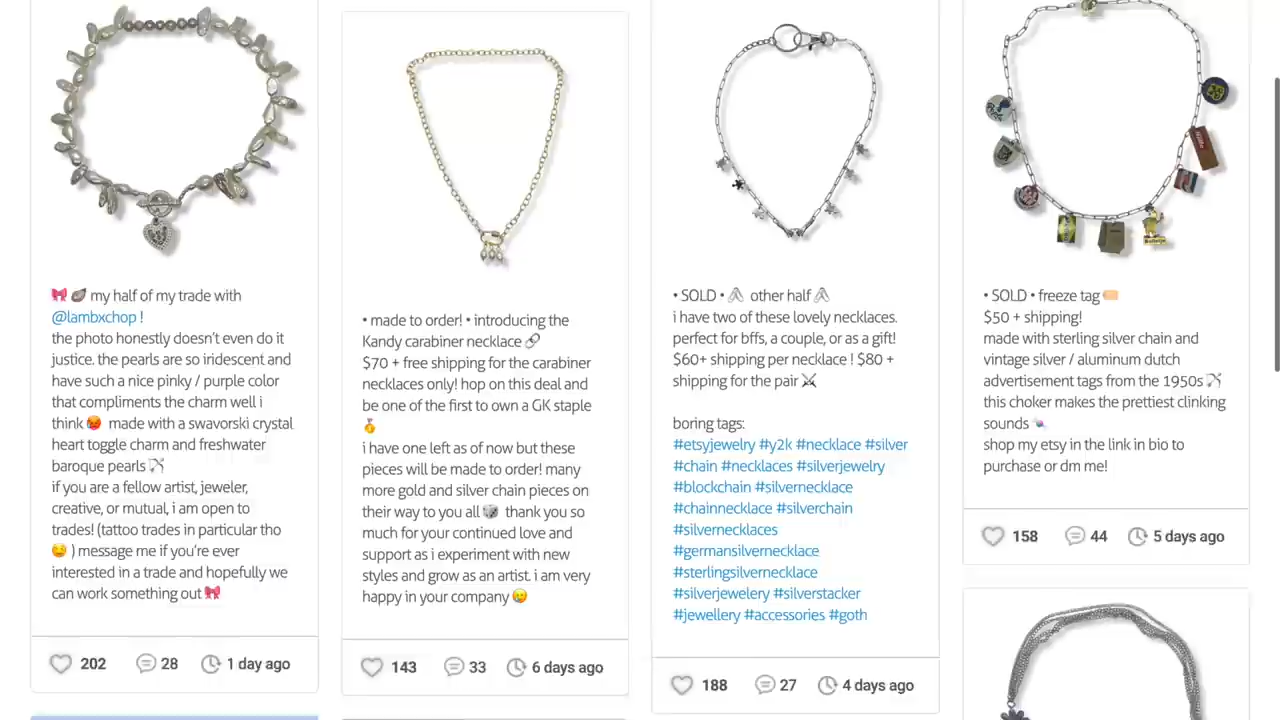 🎀 🦪 my half of my trade with
@lambxchop !
the photo honestly doesn't even do it
justice. the pearls are so iridescent and
have such a nice pinky / purple color
that compliments the charm well i
think 🥵 made with a swavorski crystal
heart toggle charm and freshwater
baroque pearls 🏹
if you are a fellow artist, jeweler,
creative, or mutual, i am open to
trades! (tattoo trades in particular tho
) message me if you're ever
interested in a trade and hopefully we
can work something out 🎀
202 28 1 day ago
• made to order! • introducing the
Kandy carabiner necklace 🔗
$70 + free shipping for the carabiner
necklaces only! hop on this deal and
be one of the first to own a GK staple
🏅
i have one left as of now but these
pieces will be made to order! many
more gold and silver chain pieces on
their way to you all 🎲 thank you so
much for your continued love and
support as i experiment with new
styles and grow as an artist. i am very
happy in your company
143 33 6 days ago
• SOLD • other half
i have two of these lovely necklaces.
perfect for bffs, a couple, or as a gift!
$60+ shipping per necklace ! $80 +
shipping for the pair ⚔
boring tags:
#etsyjewelry #y2k #necklace #silver
#chain #necklaces #silverjewelry
#blockchain #silvernecklace
#chainnecklace #silverchain
#silvernecklaces
#germansilvernecklace
#sterlingsilvernecklace
#silverjewelery #silverstacker
#jewellery #accessories #goth
188 27 4 days ago
• SOLD • freeze tag
$50 + shipping!
made with sterling silver chain and
vintage silver / aluminum dutch
advertisement tags from the 1950s 🏹
this choker makes the prettiest clinking
sounds 🍬
shop my etsy in the link in bio to
purchase or dm me!
158 44 5 days ago